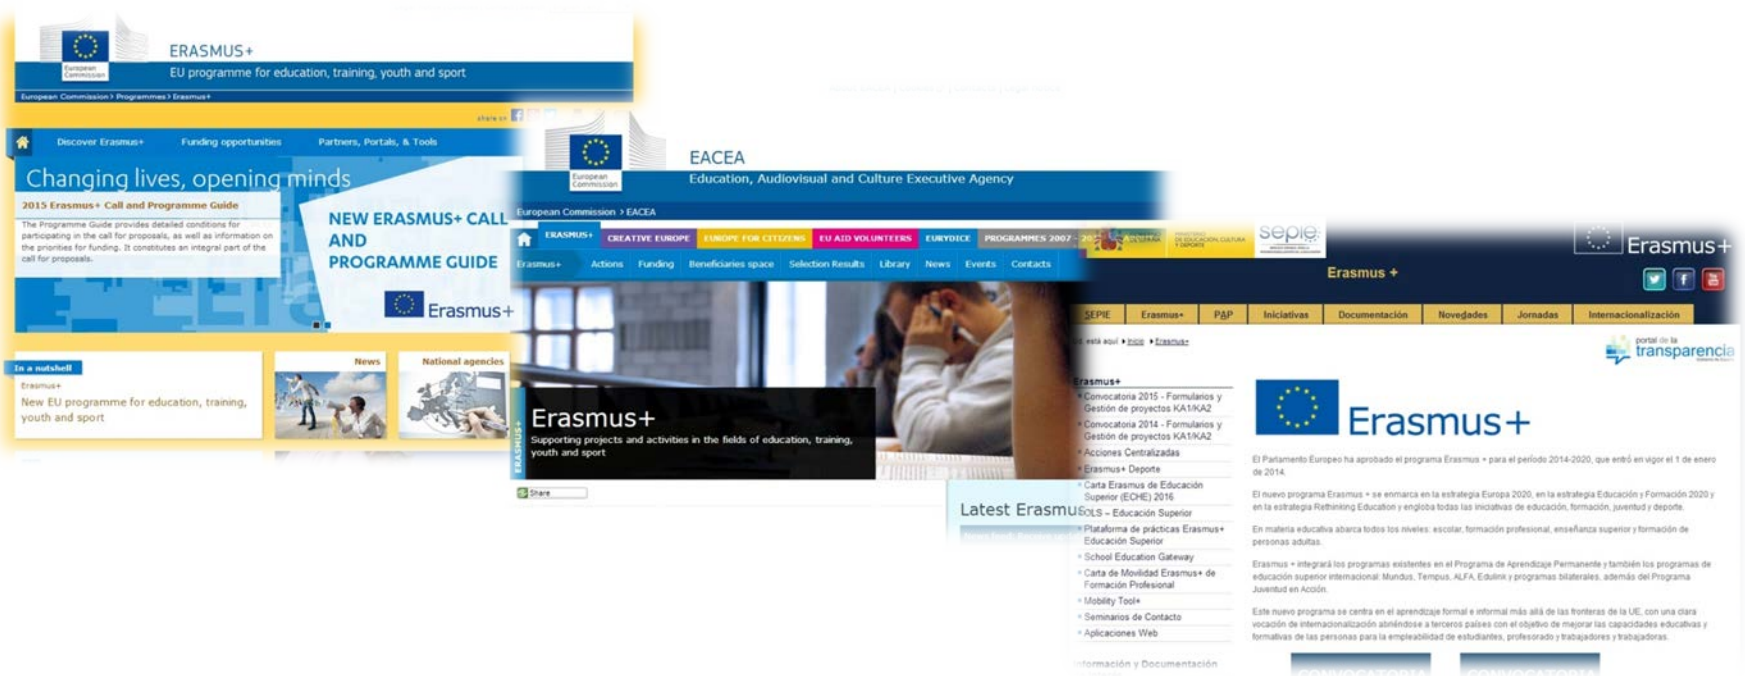 ERASMUS+
EU programme for education, training, youth and sport
European Commission
European Commission > Programmes > Erasmus+
share on
Discover Erasmus+
Funding opportunities
Partners, Portals, & Tools
Changing lives, opening minds
2015 Erasmus+ Call and Programme Guide
The Programme Guide provides detailed conditions for
participating in the call for proposals, as well as information on
the priorities for funding. It constitutes an integral part of the
call for proposals.
NEW ERASMUS+ CALL
AND
PROGRAMME GUIDE
Erasmus+
In a nutshell
Erasmus+
New EU programme for education, training,
youth and sport
News
National agencies
EACEA
Education, Audiovisual and Culture Executive Agency
European
Commission
European Commission > EACEA
ERASMUS+
CREATIVE EUROPE
EUROPE FOR CITIZENS
EU AID VOLUNTEERS
EURYDICE
PROGRAMMES 2007 -
Erasmus+
Actions
Funding
Beneficiaries space
Selection Results
Library
News
Events
Contacts
ERASMUS+
Erasmus+
Supporting projects and activities in the fields of education, training,
youth and sport
Share
Latest Erasmus
sepie
Erasmus+
Erasmus +
SEPIE
Erasmus+
PAP
Iniciativas
Documentación
Novedades
Jornadas
Internacionalización
está aquí Inicio Erasmus+
portal de la
transparencia
Erasmus+
Convocatoria 2015 - Formularios y
Gestión de proyectos KA1/KA2
Convocatoria 2014 - Formularios y
Gestión de proyectos KA1/KA2
Acciones Centralizadas
Erasmus+ Deporte
Carta Erasmus de Educación
Superior (ECHE) 2016
OLS – Educación Superior
Plataforma de prácticas Erasmus+
Educación Superior
School Education Gateway
Carta de Movilidad Erasmus+ de
Formación Profesional
Mobility Tool+
Seminarios de Contacto
Aplicaciones Web
Información y Documentación
Erasmus+
El Parlamento Europeo ha aprobado el programa Erasmus + para el período 2014-2020, que entró en vigor el 1 de enero
de 2014.
El nuevo programa Erasmus + se enmarca en la estrategia Europa 2020, en la estrategia Educación y Formación 2020 y
en la estrategia Rethinking Education y engloba todas las iniciativas de educación, formación, juventud y deporte.
En materia educativa abarca todos los niveles: escolar, formación profesional, enseñanza superior y formación de
personas adultas.
Erasmus + integrará los programas existentes en el Programa de Aprendizaje Permanente y también los programas de
educación superior internacional: Mundus, Tempus, ALFA, Edulink y programas bilaterales, además del Programa
Juventud en Acción.
Este nuevo programa se centra en el aprendizaje formal e informal más allá de las fronteras de la UE, con una clara
vocación de internacionalización abriéndose a terceros países con el objetivo de mejorar las capacidades educativas y
formativas de las personas para la empleabilidad de estudiantes, profesorado y trabajadores y trabajadoras.
CONVOCATORIA
CONVOCATORIA